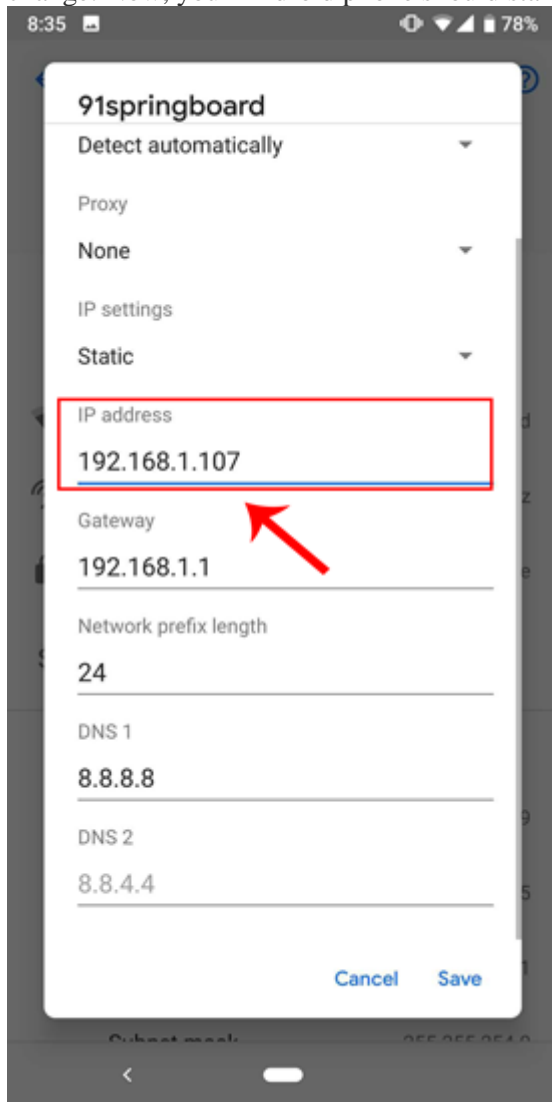 8:35 78%
91springboard
Detect automatically
Proxy
None
IP settings
Static
IP address
192.168.1.107
Gateway
192.168.1.1
Network prefix length
24
DNS 1
8.8.8.8
DNS 2
8.8.4.4
Cancel Save